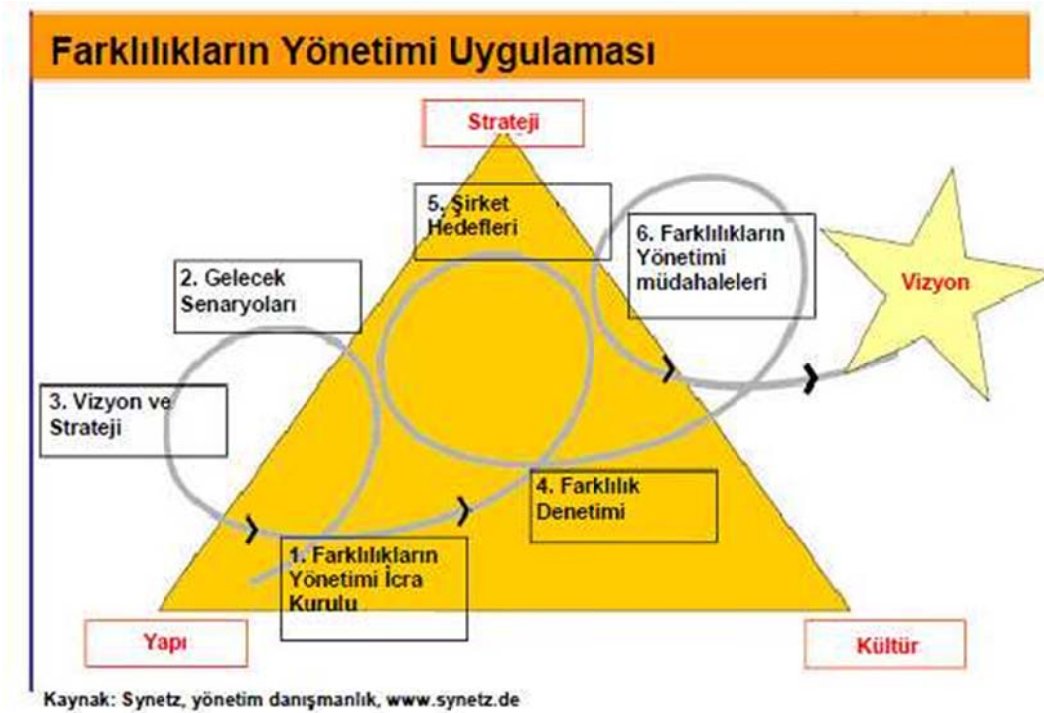 Farklılıkların Yönetimi Uygulaması
Strateji
5. Şirket
Hedefleri
6. Farklılıkların
Yönetimi
müdahaleleri
Vizyon
2. Gelecek
Senaryoları
3. Vizyon ve
Strateji
4. Farklılık
Denetimi
1. Farklılıkların
Yönetimi İcra
Kurulu
Yapı
Kültür
Kaynak: Synetz, yönetim danışmanlık, www.synetz.de